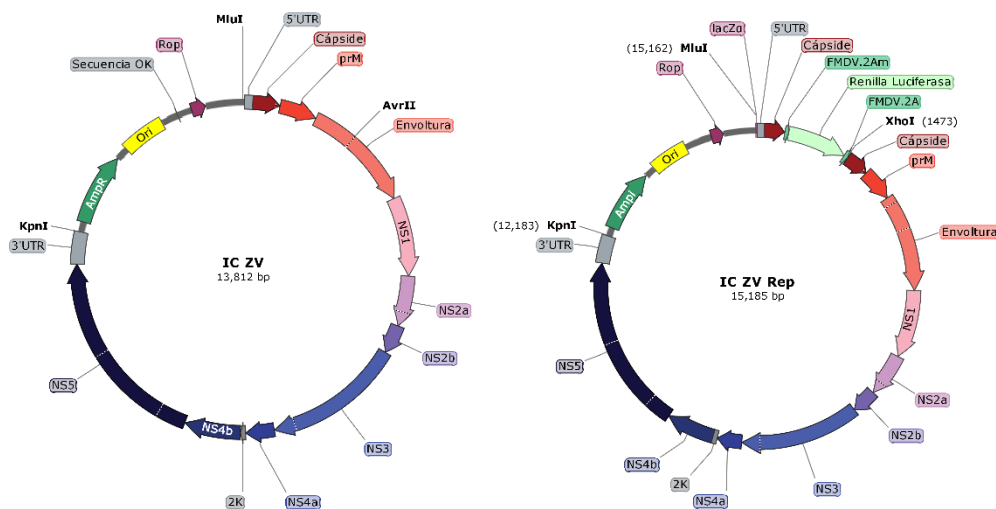 MluI
5'UTR
Cápside
prM
Rop
Secuencia OK
AvrII
Envoltura
Ori
AmpR
KpnI
3'UTR
NS1
IC ZV
13,812 bp
NS2a
NS2b
NS5
NS4b
NS3
2K
NS4a
lacZα
5'UTR
(15,162) MluI
Cápside
FMDV.2Am
Rop
Renilla Luciferasa
FMDV.2A
XhoI (1473)
Ori
Cápside
prM
AmpI
(12,183) KpnI
3'UTR
Envoltura
IC ZV Rep
15,185 bp
NS1
NS5
NS2a
NS2b
NS4b
NS3
2K
NS4a